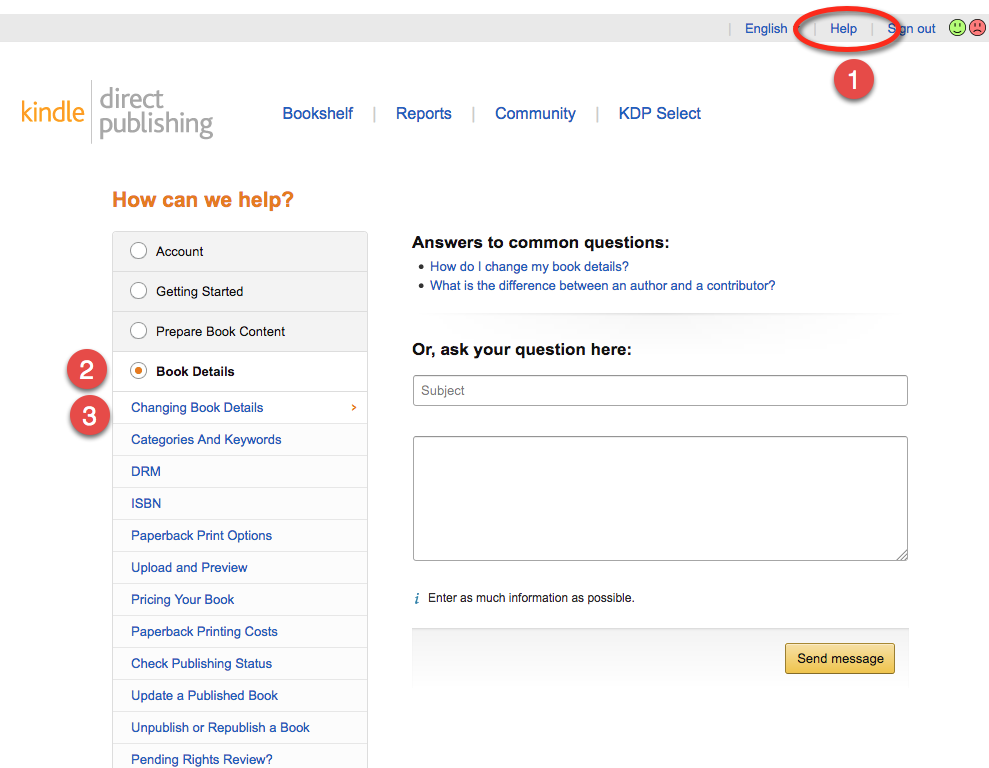 English | Help | Sign out
1
kindle direct publishing
Bookshelf | Reports | Community | KDP Select
How can we help?
Account
Getting Started
Prepare Book Content
2 Book Details
3 Changing Book Details >
Categories And Keywords
DRM
ISBN
Paperback Print Options
Upload and Preview
Pricing Your Book
Paperback Printing Costs
Check Publishing Status
Update a Published Book
Unpublish or Republish a Book
Pending Rights Review?
Answers to common questions:
• How do I change my book details?
• What is the difference between an author and a contributor?
Or, ask your question here:
Subject
i Enter as much information as possible.
Send message